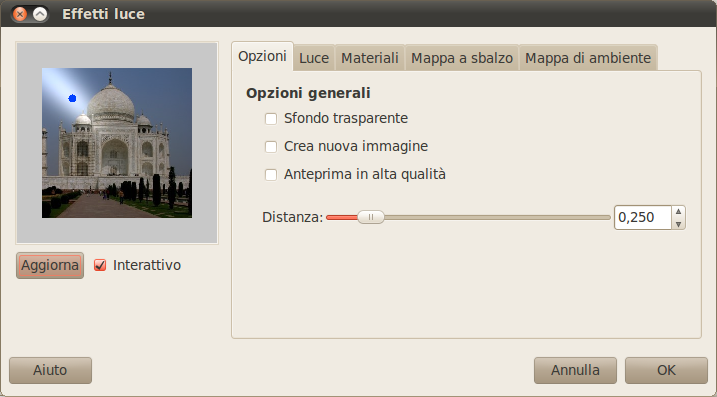 Effetti luce
Opzioni Luce Materiali Mappa a sbalzo Mappa di ambiente
Opzioni generali
Sfondo trasparente
Crea nuova immagine
Anteprima in alta qualità
Distanza: 0,250
Aggiorna Interattivo
Aiuto Annulla OK